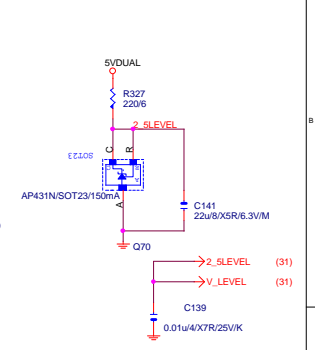 5VDUAL
R327
220/6
2_5LEVEL
B
C
R
SOT23
AP431N/SOT23/150mA
A
C141
22u/8/X5R/6.3V/M
Q70
2_5LEVEL
(31)
V_LEVEL
(31)
C139
0.01u/4/X7R/25V/K